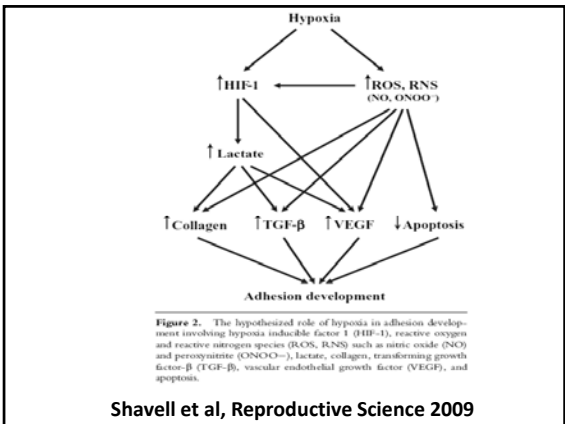 Hypoxia
↑HIF-1 ↑ROS, RNS
(NO, ONOO⁻)
↑Lactate
↑Collagen ↑TGF-β ↑VEGF ↓Apoptosis
Adhesion development
Figure 2. The hypothesized role of hypoxia in adhesion develop-
ment involving hypoxia inducible factor 1 (HIF-1), reactive oxygen
and reactive nitrogen species (ROS, RNS) such as nitric oxide (NO)
and peroxynitrite (ONOO−), lactate, collagen, transforming growth
factor-β (TGF-β), vascular endothelial growth factor (VEGF), and
apoptosis.
Shavell et al, Reproductive Science 2009